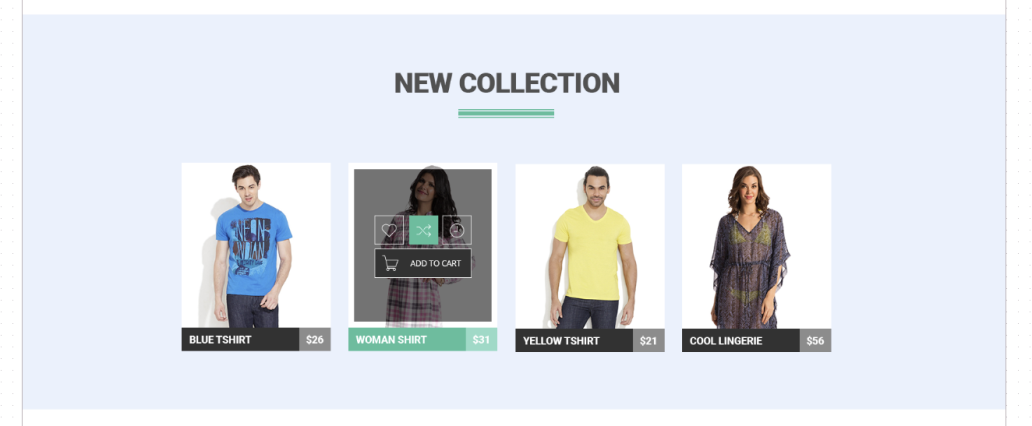 NEW COLLECTION
ADD TO CART
BLUE TSHIRT $26
WOMAN SHIRT $31
YELLOW TSHIRT $21
COOL LINGERIE $56